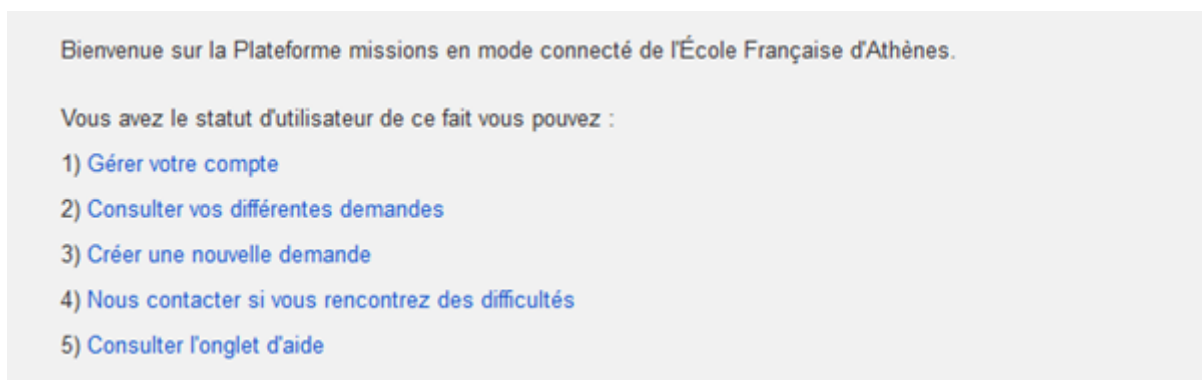 Bienvenue sur la Plateforme missions en mode connecté de l'École Française d'Athènes.
Vous avez le statut d'utilisateur de ce fait vous pouvez :
1) Gérer votre compte
2) Consulter vos différentes demandes
3) Créer une nouvelle demande
4) Nous contacter si vous rencontrez des difficultés
5) Consulter l'onglet d'aide